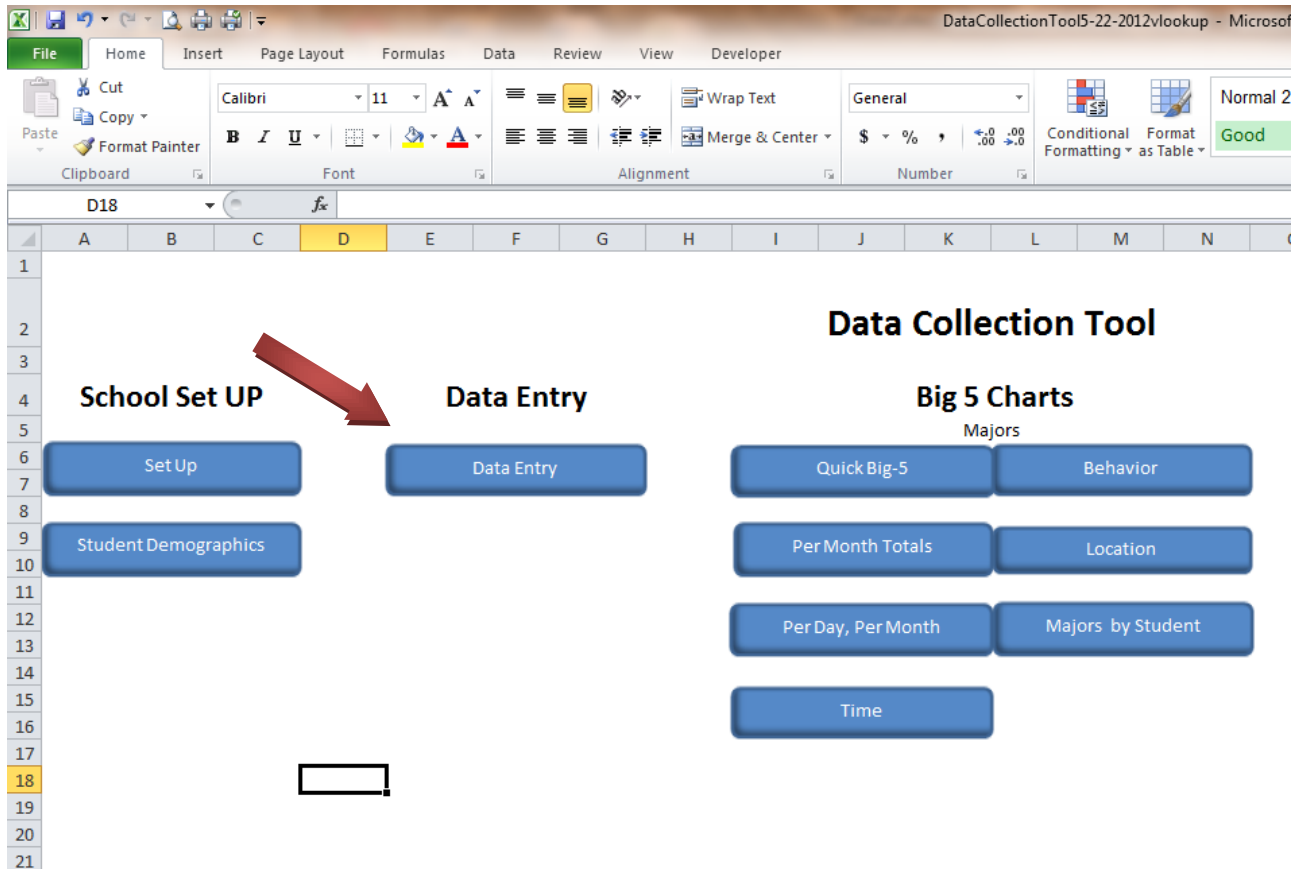 DataCollectionTool5-22-2012vlookup - Microsof
File Home Insert Page Layout Formulas Data Review View Developer
Paste
Cut
Copy
Format Painter
Clipboard
Calibri 11 A A
B I U A
Font
Wrap Text
Merge & Center
Alignment
General
$ % , .0 .00 .00 .0
Number
Conditional Formatting
Format as Table
Normal 2
Good
D18 fx
A B C D E F G H I J K L M N
1
2 Data Collection Tool
3
4 School Set UP Data Entry Big 5 Charts
5 Majors
6 Set Up Data Entry Quick Big-5 Behavior
7
8
9 Student Demographics Per Month Totals Location
10
11
12 Per Day, Per Month Majors by Student
13
14
15 Time
16
17
18
19
20
21